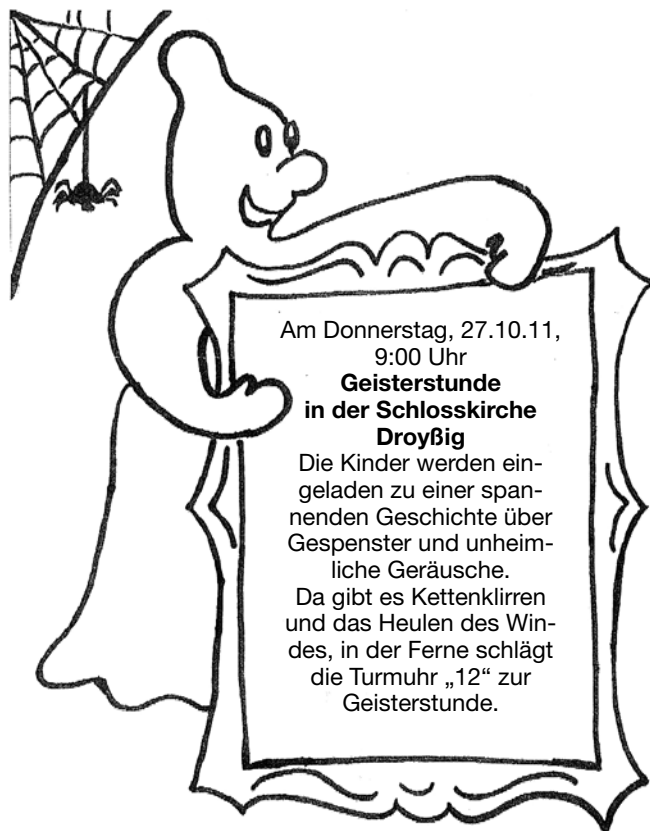 Am Donnerstag, 27.10.11,
9:00 Uhr
Geisterstunde
in der Schlosskirche
Droyßig
Die Kinder werden ein-
geladen zu einer span-
nenden Geschichte über
Gespenster und unheim-
liche Geräusche.
Da gibt es Kettenklirren
und das Heulen des Win-
des, in der Ferne schlägt
die Turmuhr „12“ zur
Geisterstunde.